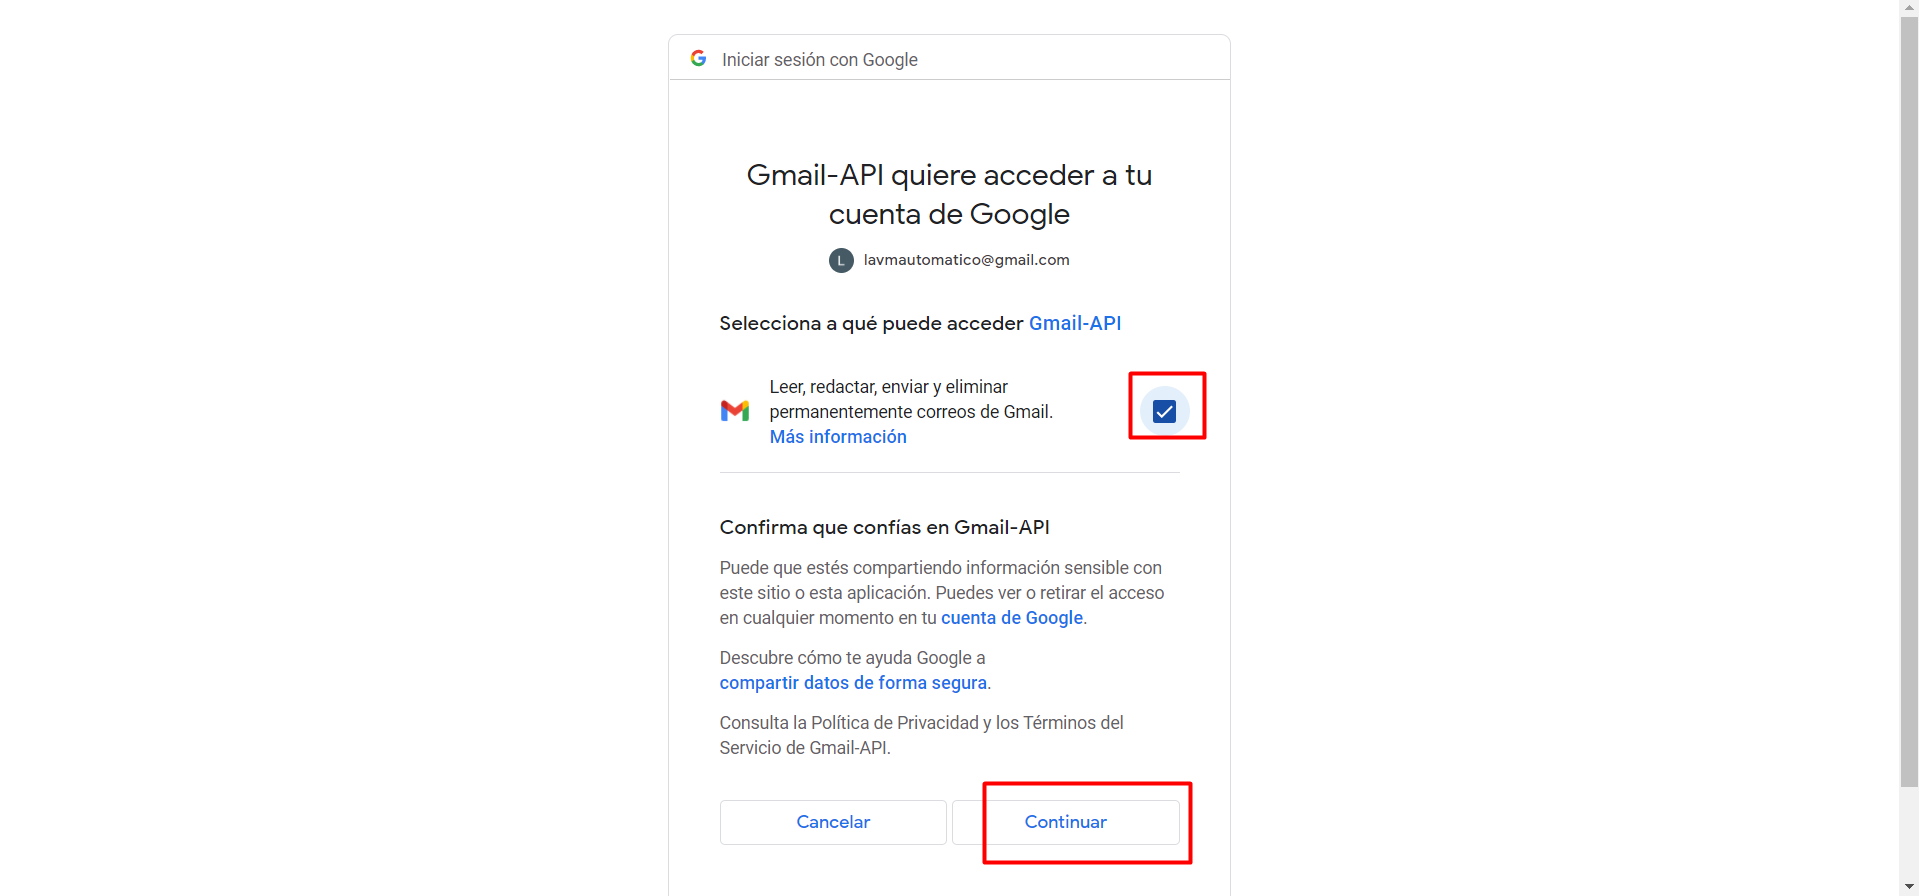 Iniciar sesión con Google
Gmail-API quiere acceder a tu
cuenta de Google
L lavmautomatico@gmail.com
Selecciona a qué puede acceder Gmail-API
Leer, redactar, enviar y eliminar
permanentemente correos de Gmail.
Más información
Confirma que confías en Gmail-API
Puede que estés compartiendo información sensible con
este sitio o esta aplicación. Puedes ver o retirar el acceso
en cualquier momento en tu cuenta de Google.
Descubre cómo te ayuda Google a
compartir datos de forma segura.
Consulta la Política de Privacidad y los Términos del
Servicio de Gmail-API.
Cancelar
Continuar